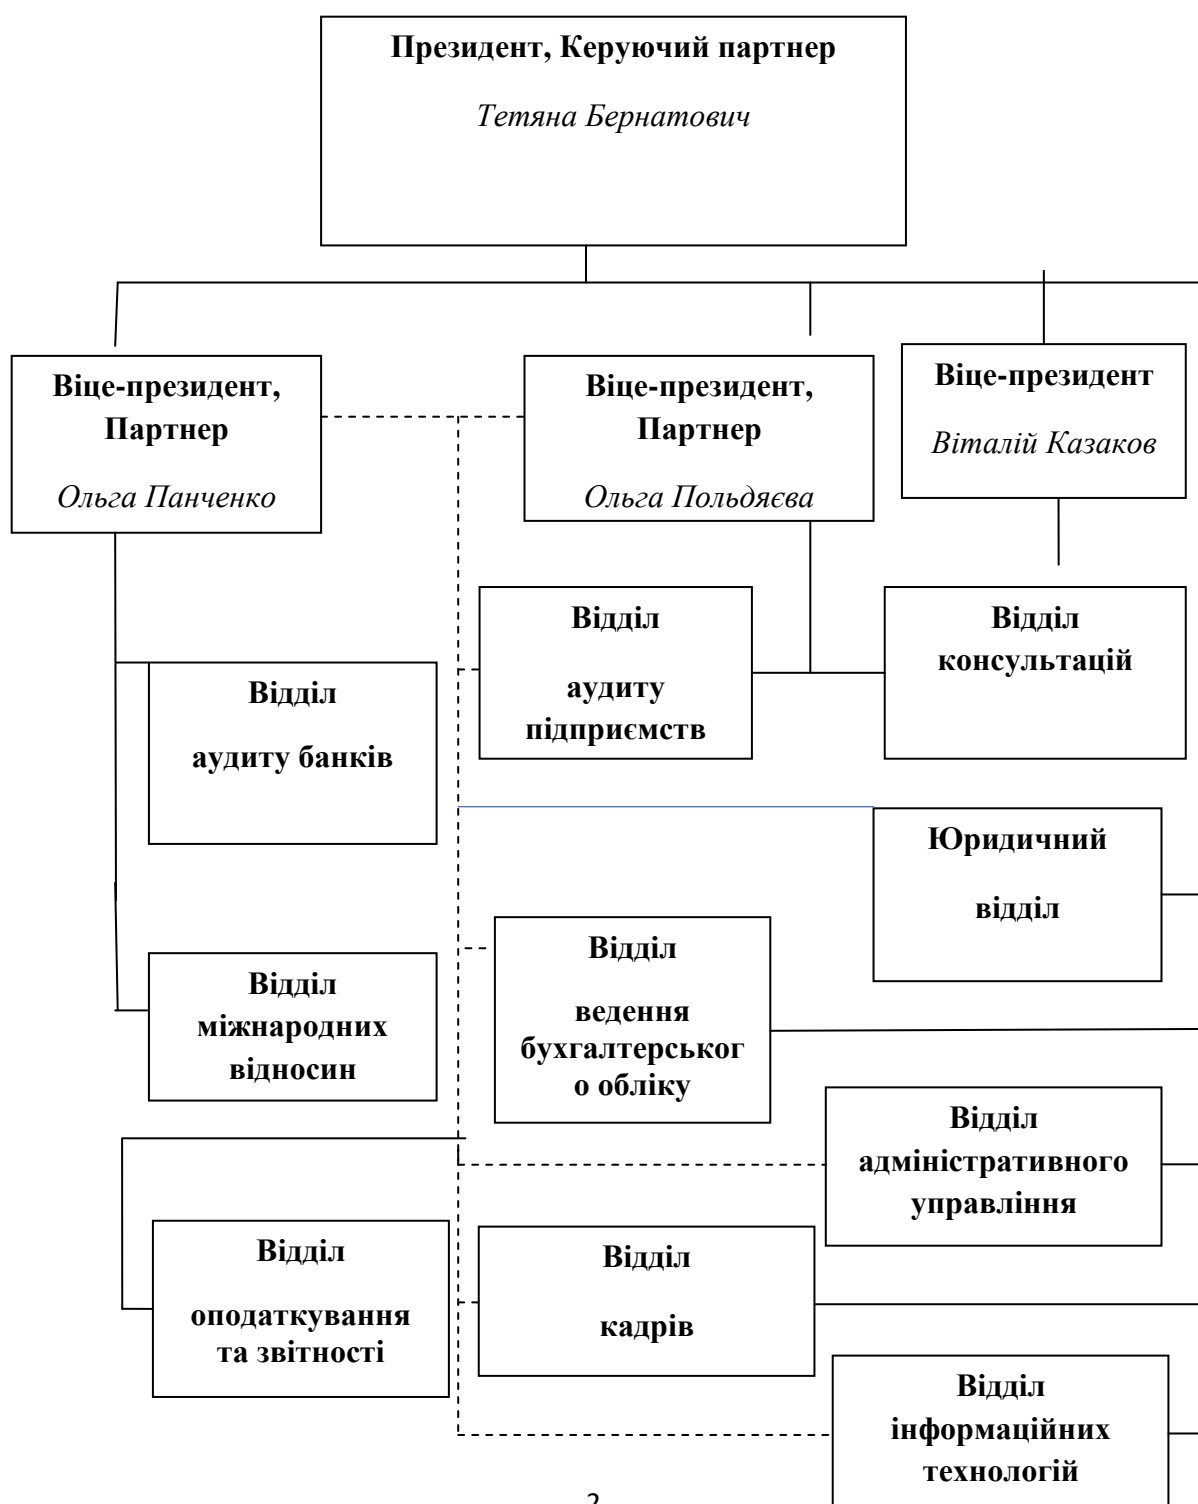 Президент, Керуючий партнер
Тетяна Бернатович
Віце-президент,
Партнер
Ольга Панченко
Віце-президент,
Партнер
Ольга Польдяєва
Віце-президент
Віталій Казаков
Відділ
аудиту
підприємств
Відділ
консультацій
Відділ
аудиту банків
Юридичний
відділ
Відділ
ведення
бухгалтерськог
о обліку
Відділ
міжнародних
відносин
Відділ
адміністративного
управління
Відділ
оподаткування
та звітності
Відділ
кадрів
Відділ
інформаційних
технологій
2